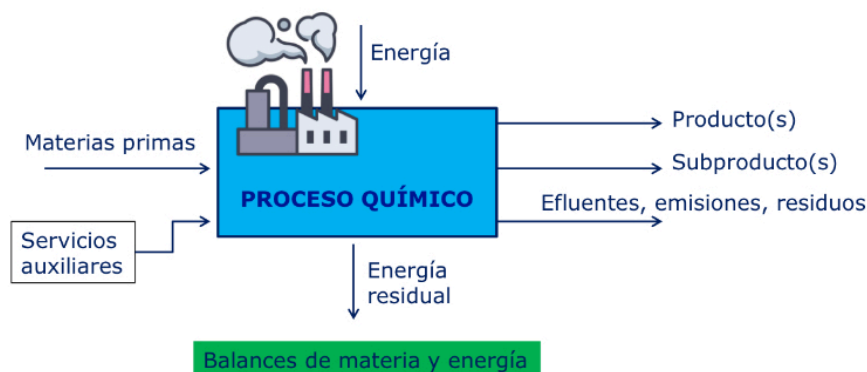 Energía
Materias primas
Producto(s)
Subproducto(s)
PROCESO QUÍMICO
Efluentes, emisiones, residuos
Servicios
auxiliares
Energía
residual
Balances de materia y energía